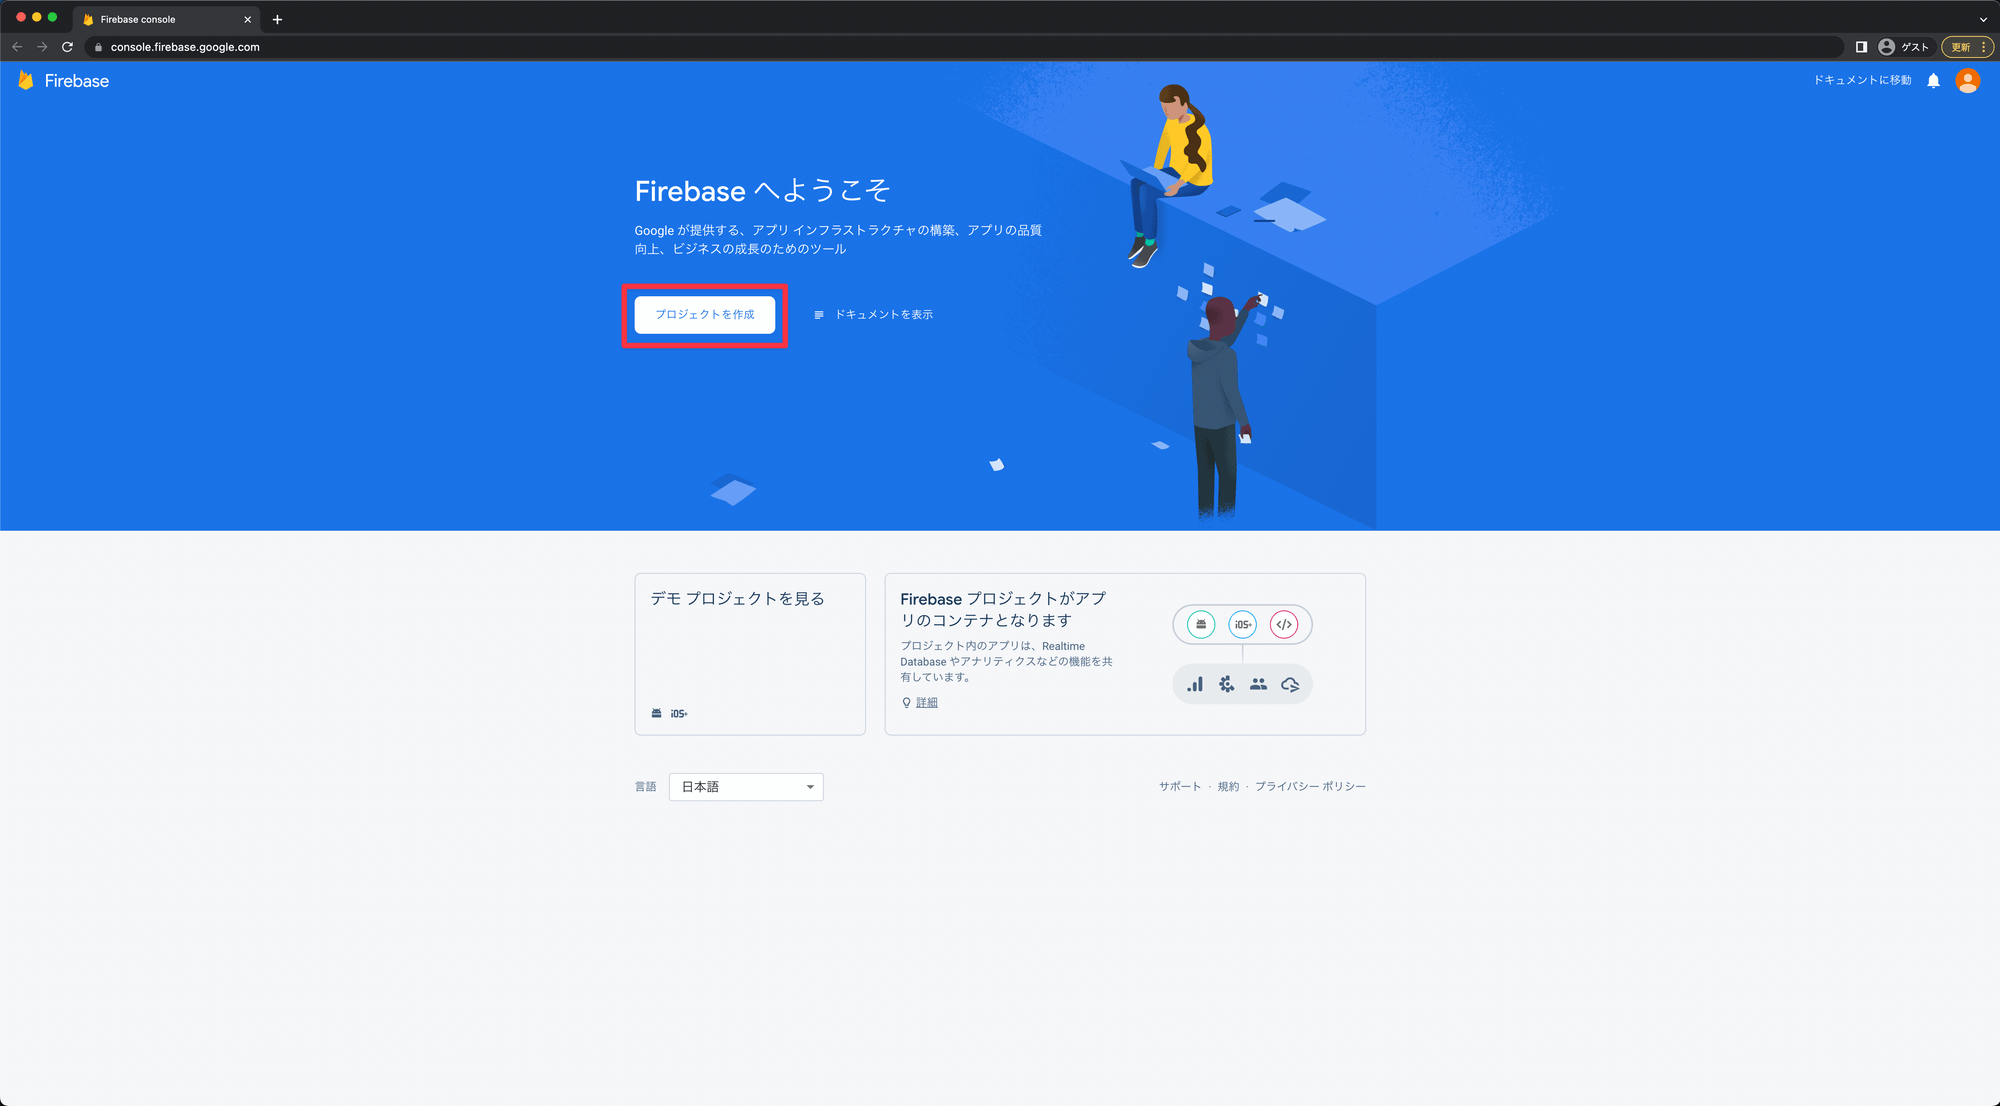 Firebase console
console.firebase.google.com
ゲスト
更新
Firebase
ドキュメントに移動
Firebase へようこそ
Google が提供する、アプリ インフラストラクチャの構築、アプリの品質
向上、ビジネスの成長のためのツール
プロジェクトを作成
ドキュメントを表示
デモ プロジェクトを見る
iOS+
Firebase プロジェクトがアプ
リのコンテナとなります
プロジェクト内のアプリは、Realtime
Database やアナリティクスなどの機能を共
有しています。
詳細
iOS+
</>
言語
日本語
サポート · 規約 · プライバシー ポリシー